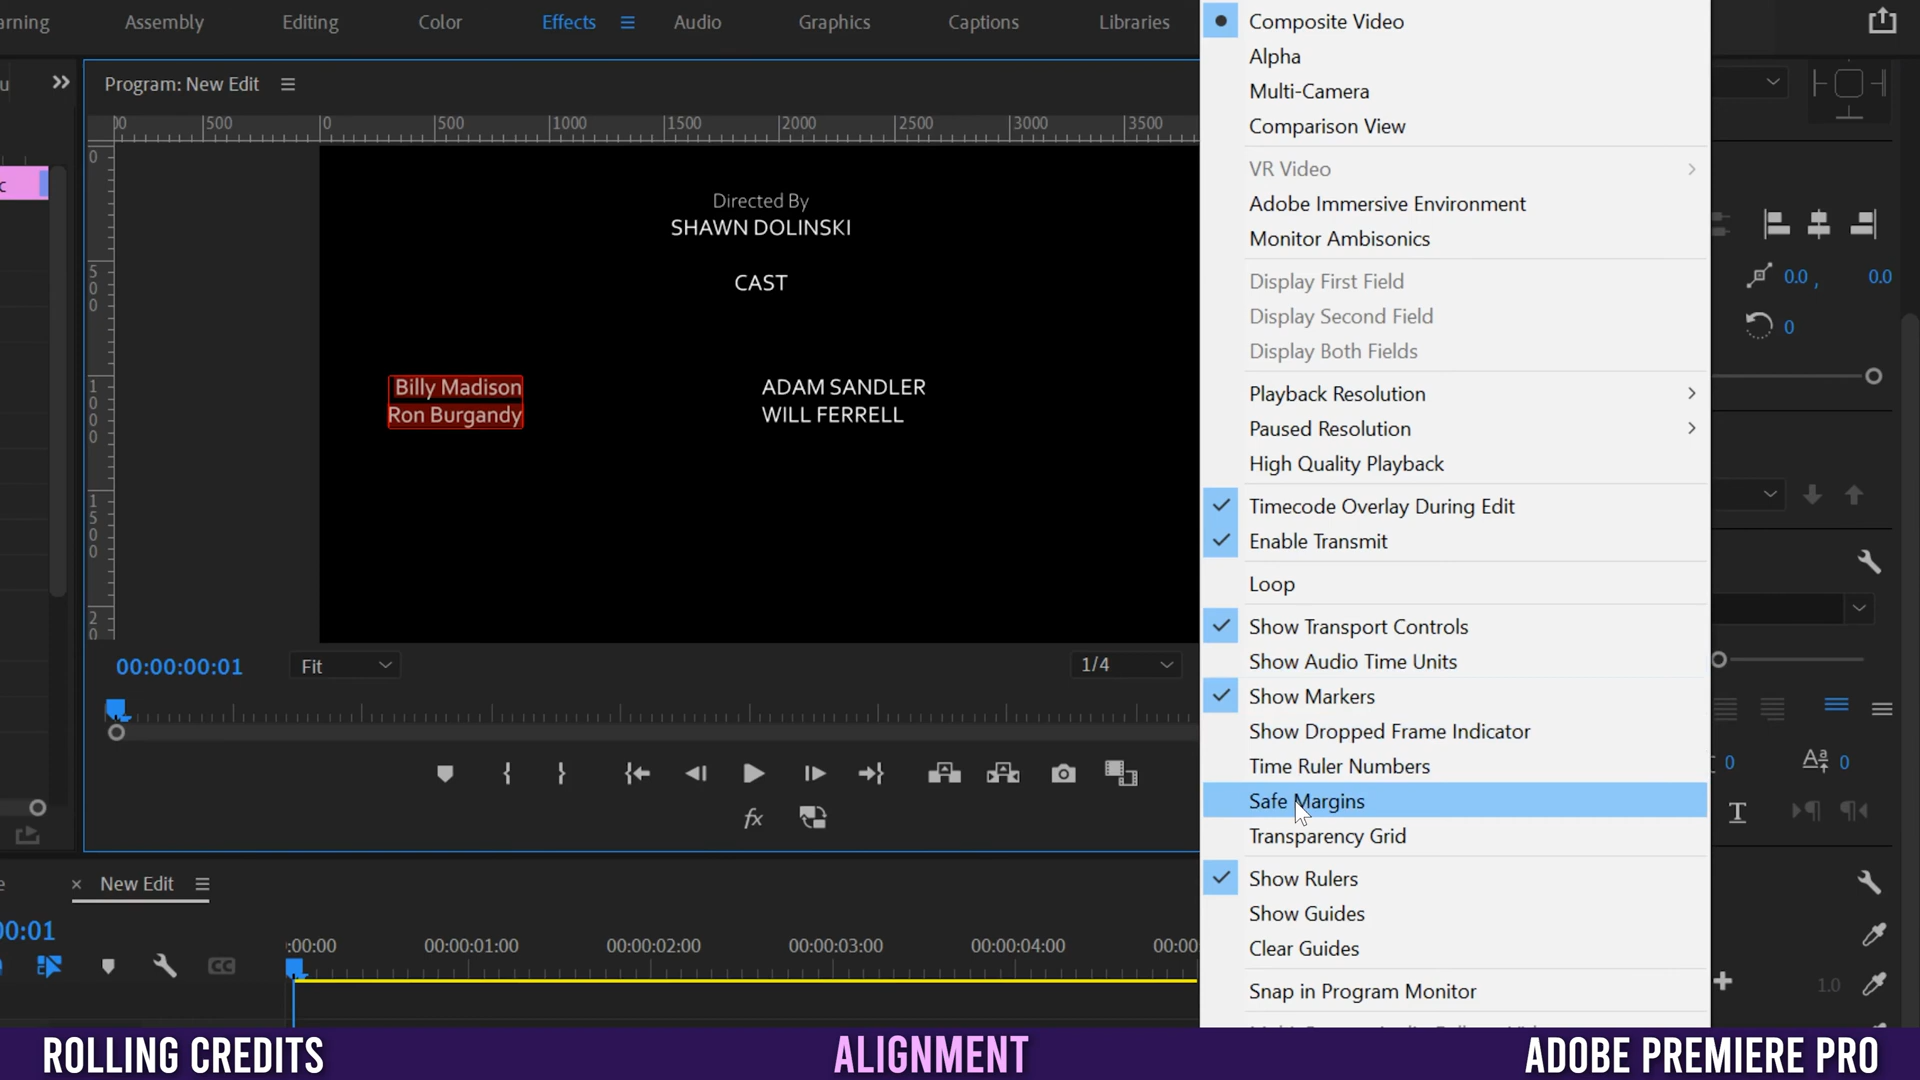 arning Assembly Editing Color Effects Audio Graphics Captions Libraries
Program: New Edit
500 0 500 1000 1500 2000 2500 3000 3500
0
500
1000
1500
20
Directed By
SHAWN DOLINSKI
CAST
Billy Madison ADAM SANDLER
Ron Burgandy WILL FERRELL
00:00:00:01 Fit 1/4
fx
Composite Video
Alpha
Multi-Camera
Comparison View
VR Video
Adobe Immersive Environment
Monitor Ambisonics
Display First Field
Display Second Field
Display Both Fields
Playback Resolution
Paused Resolution
High Quality Playback
Timecode Overlay During Edit
Enable Transmit
Loop
Show Transport Controls
Show Audio Time Units
Show Markers
Show Dropped Frame Indicator
Time Ruler Numbers
Safe Margins
Transparency Grid
Show Rulers
Show Guides
Clear Guides
Snap in Program Monitor
0.0 , 0.0
0
0 0
1.0
× New Edit
00:01
:00:00 00:00:01:00 00:00:02:00 00:00:03:00 00:00:04:00 00:00
ROLLING CREDITS ALIGNMENT ADOBE PREMIERE PRO